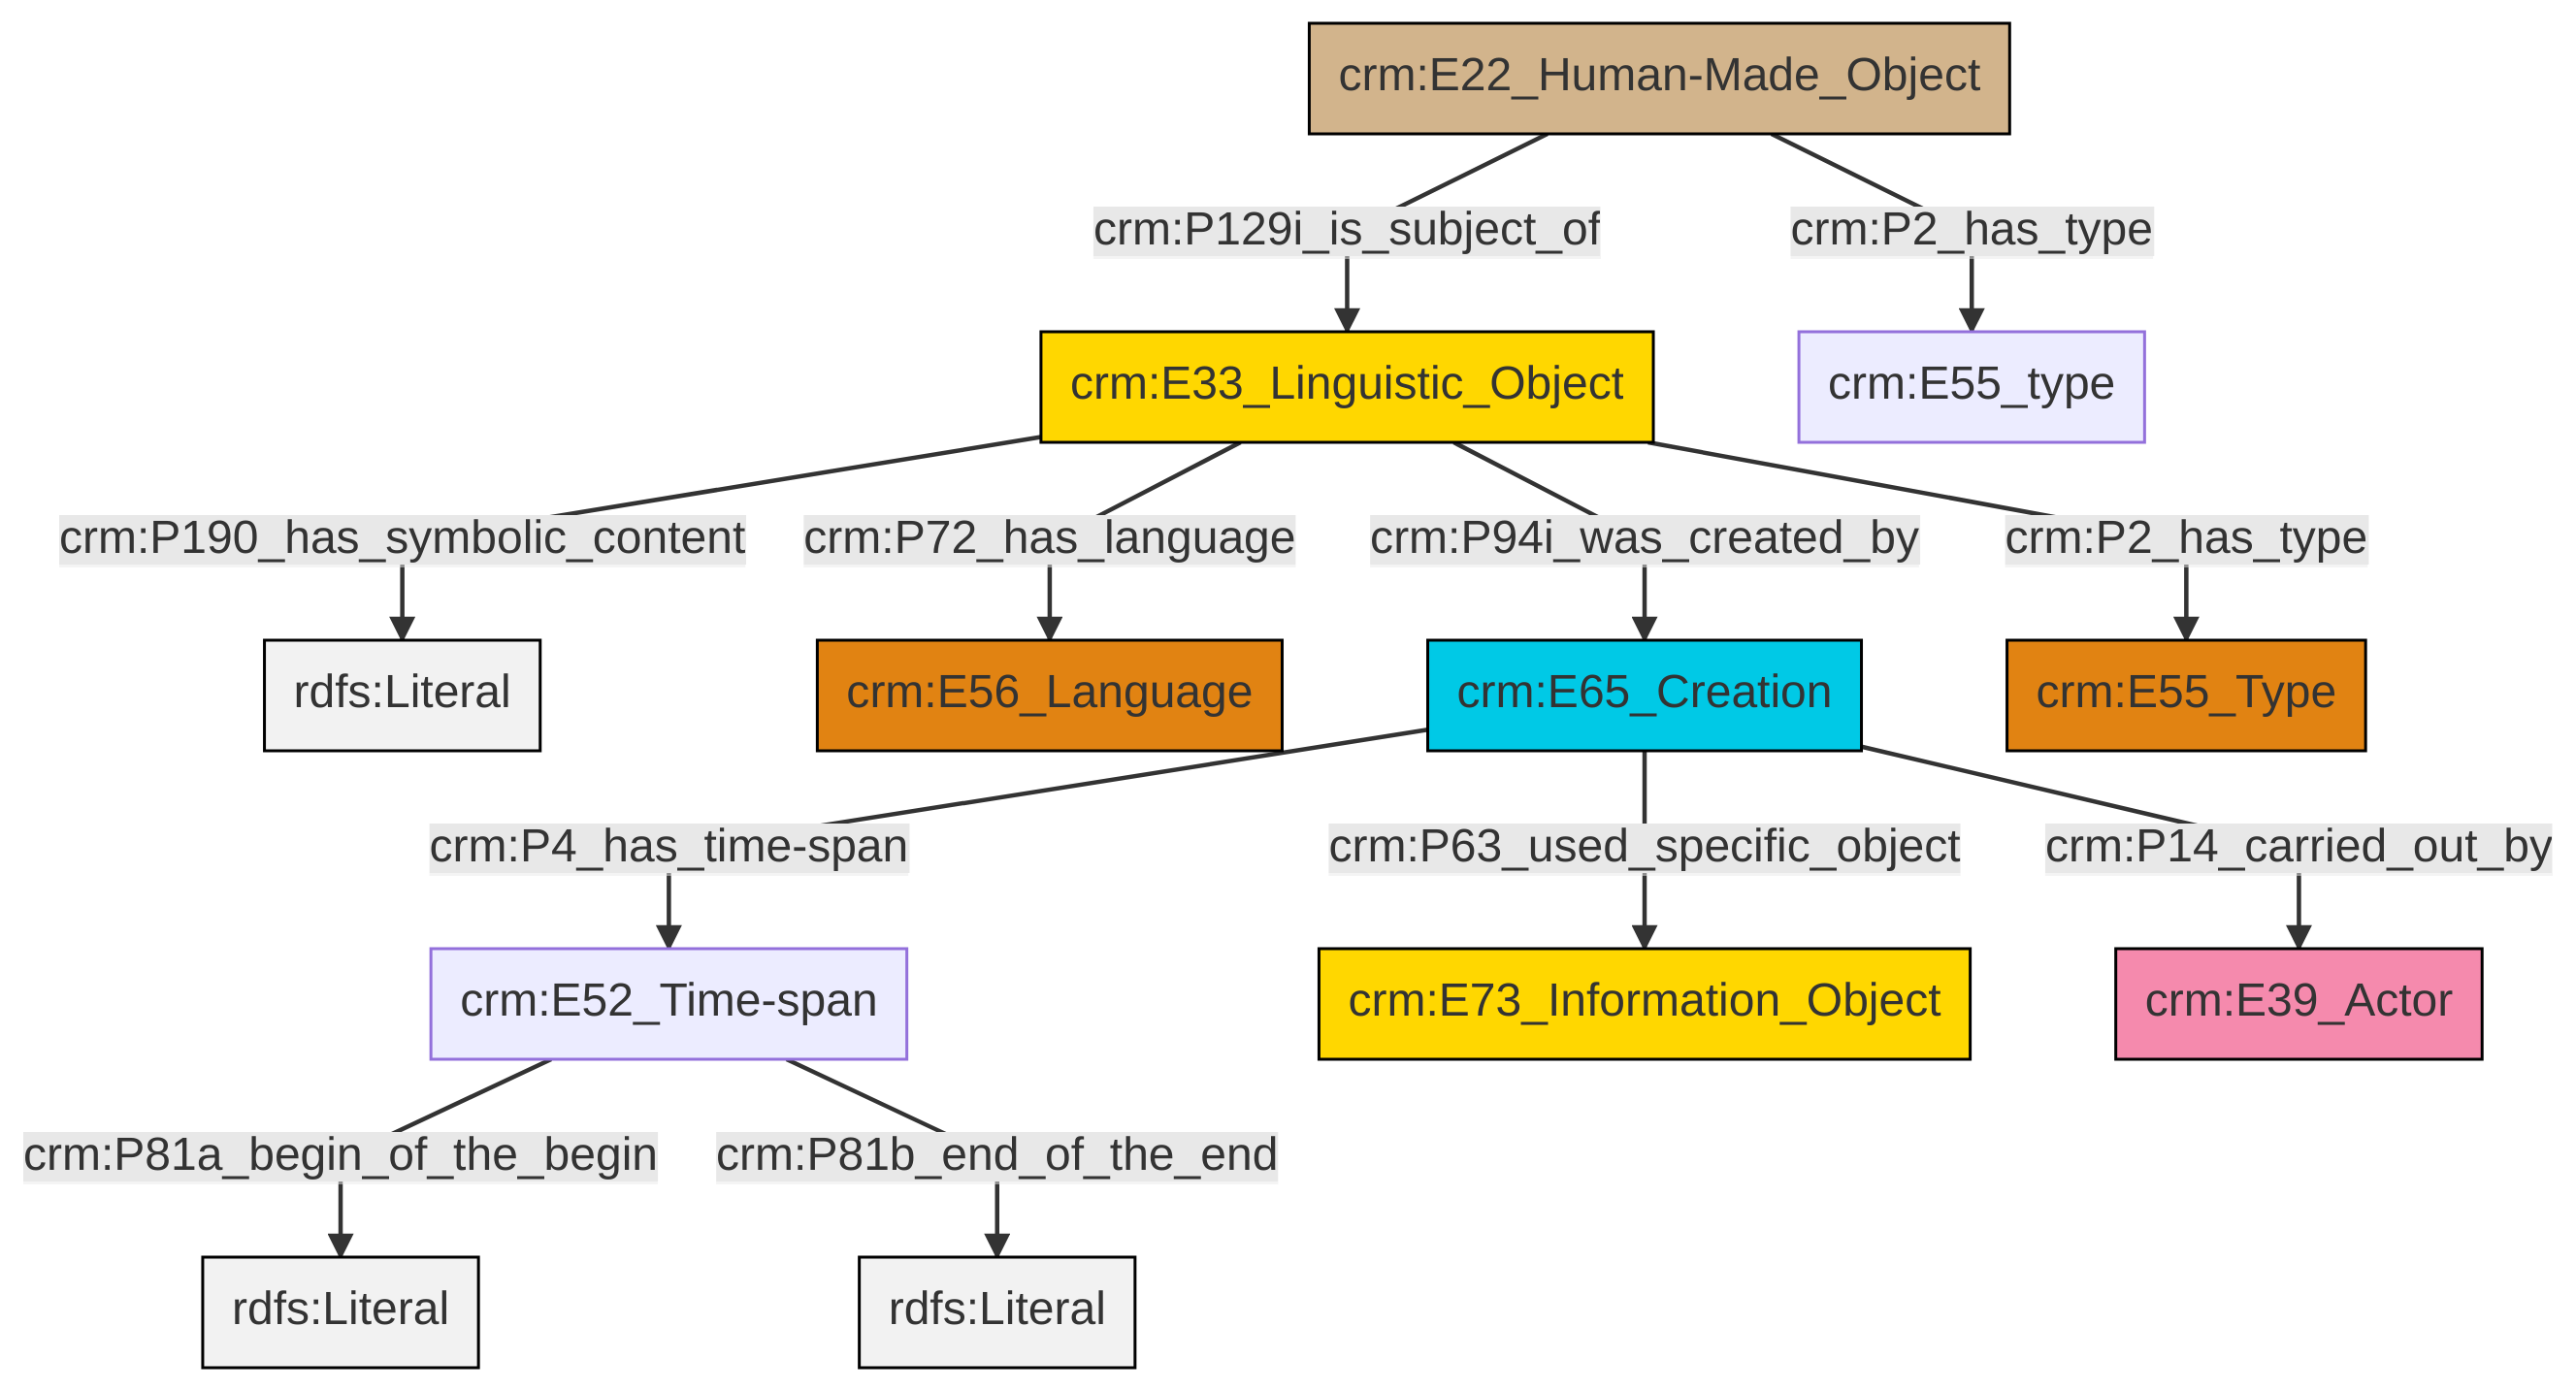 crm:E22_Human-Made_Object
crm:P129i_is_subject_of
crm:P2_has_type
crm:E33_Linguistic_Object
crm:E55_type
crm:P190_has_symbolic_content
crm:P72_has_language
crm:P94i_was_created_by
crm:P2_has_type
rdfs:Literal
crm:E56_Language
crm:E65_Creation
crm:E55_Type
crm:P4_has_time-span
crm:P63_used_specific_object
crm:P14_carried_out_by
crm:E52_Time-span
crm:E73_Information_Object
crm:E39_Actor
crm:P81a_begin_of_the_begin
crm:P81b_end_of_the_end
rdfs:Literal
rdfs:Literal